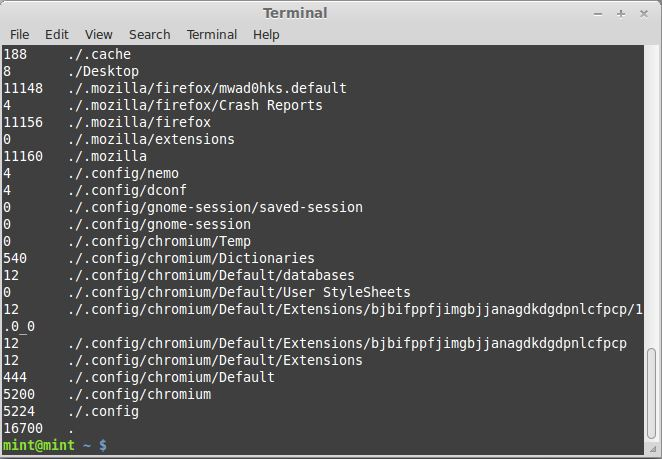 Terminal
File Edit View Search Terminal Help
188 ./.cache
8 ./Desktop
11148 ./.mozilla/firefox/mwad0hks.default
4 ./.mozilla/firefox/Crash Reports
11156 ./.mozilla/firefox
0 ./.mozilla/extensions
11160 ./.mozilla
4 ./.config/nemo
4 ./.config/dconf
0 ./.config/gnome-session/saved-session
0 ./.config/gnome-session
0 ./.config/chromium/Temp
540 ./.config/chromium/Dictionaries
12 ./.config/chromium/Default/databases
0 ./.config/chromium/Default/User StyleSheets
12 ./.config/chromium/Default/Extensions/bjbifppfjimgbjjanagdkdgdpnlcfpcp/1
.0_0
12 ./.config/chromium/Default/Extensions/bjbifppfjimgbjjanagdkdgdpnlcfpcp
12 ./.config/chromium/Default/Extensions
444 ./.config/chromium/Default
5200 ./.config/chromium
5224 ./.config
16700 .
mint@mint ~ $